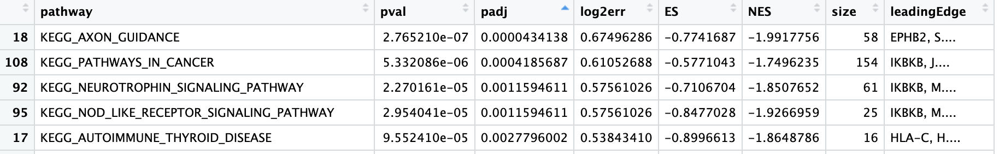 pathway pval padj log2err ES NES size leadingEdge
18 KEGG_AXON_GUIDANCE 2.765210e-07 0.0000434138 0.67496286 -0.7741687 -1.9917756 58 EPHB2, S....
108 KEGG_PATHWAYS_IN_CANCER 5.332086e-06 0.0004185687 0.61052688 -0.5771043 -1.7496235 154 IKBKB, J....
92 KEGG_NEUROTROPHIN_SIGNALING_PATHWAY 2.270161e-05 0.0011594611 0.57561026 -0.7106704 -1.8507652 61 IKBKB, M....
95 KEGG_NOD_LIKE_RECEPTOR_SIGNALING_PATHWAY 2.954041e-05 0.0011594611 0.57561026 -0.8477028 -1.9266959 25 IKBKB, M....
17 KEGG_AUTOIMMUNE_THYROID_DISEASE 9.552410e-05 0.0027796002 0.53843410 -0.8996613 -1.8648786 16 HLA-C, H....